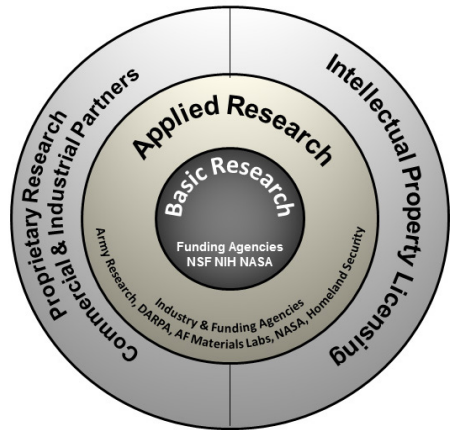 Proprietary Research
Commercial & Industrial Partners
Intellectual Property Licensing
Applied Research
Basic Research
Funding Agencies
NSF NIH NASA
Industry & Funding Agencies
Army Research, DARPA, AF Materials Labs, NASA, Homeland Security